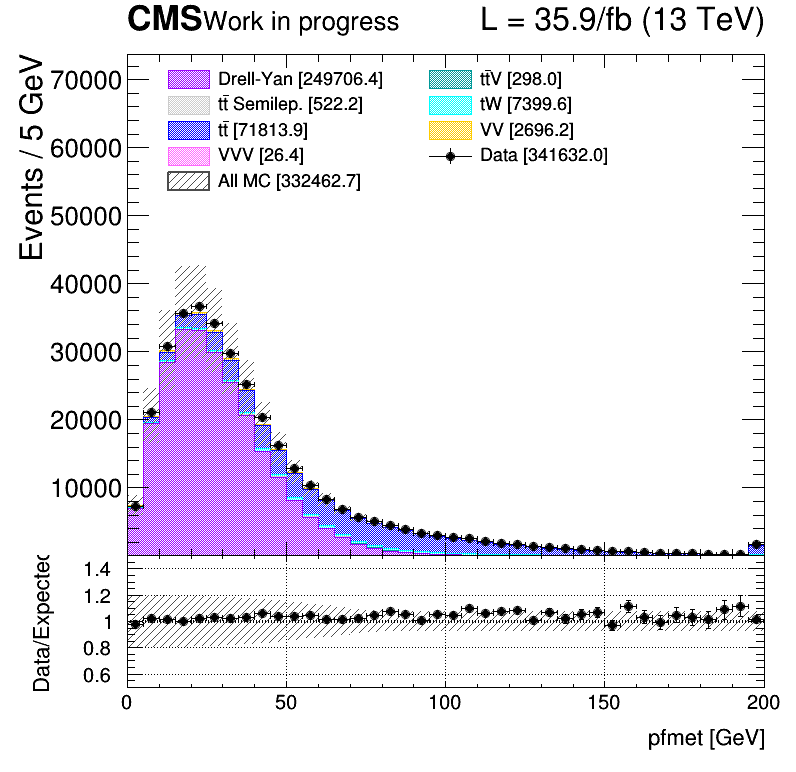 CMS Work in progress L = 35.9/fb (13 TeV)
Events / 5 GeV
70000
60000
50000
40000
30000
20000
10000
Drell-Yan [249706.4]
tt̄ Semilep. [522.2]
tt̄ [71813.9]
VVV [26.4]
All MC [332462.7]
tt̄V [298.0]
tW [7399.6]
VV [2696.2]
Data [341632.0]
Data/Expected
1.4
1.2
1
0.8
0.6
0 50 100 150 200
pfmet [GeV]